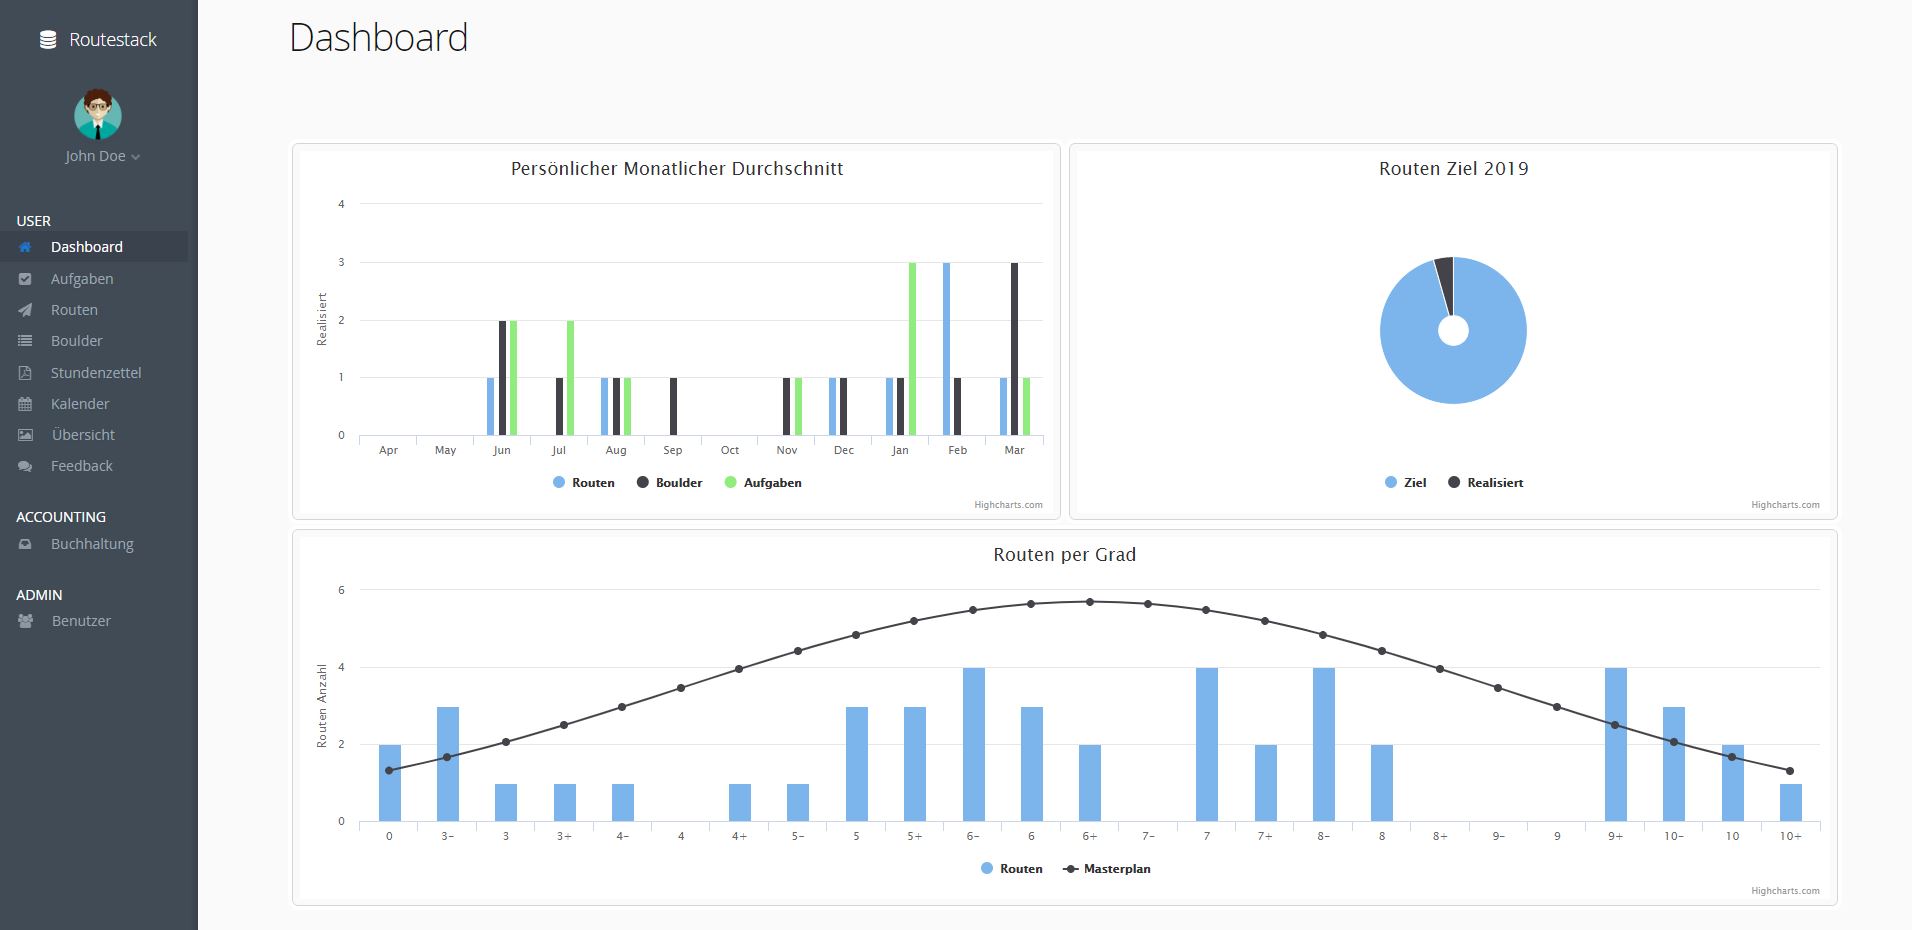 Routestack
John Doe
USER
Dashboard
Aufgaben
Routen
Boulder
Stundenzettel
Kalender
Übersicht
Feedback
ACCOUNTING
Buchhaltung
ADMIN
Benutzer
Dashboard
Persönlicher Monatlicher Durchschnitt
4
3
2
1
0
Realisiert
Apr May Jun Jul Aug Sep Oct Nov Dec Jan Feb Mar
Routen Boulder Aufgaben
Highcharts.com
Routen Ziel 2019
Ziel Realisiert
Highcharts.com
Routen per Grad
6
4
2
0
Routen Anzahl
0 3- 3 3+ 4- 4 4+ 5- 5 5+ 6- 6 6+ 7- 7 7+ 8- 8 8+ 9- 9 9+ 10- 10 10+
Routen Masterplan
Highcharts.com